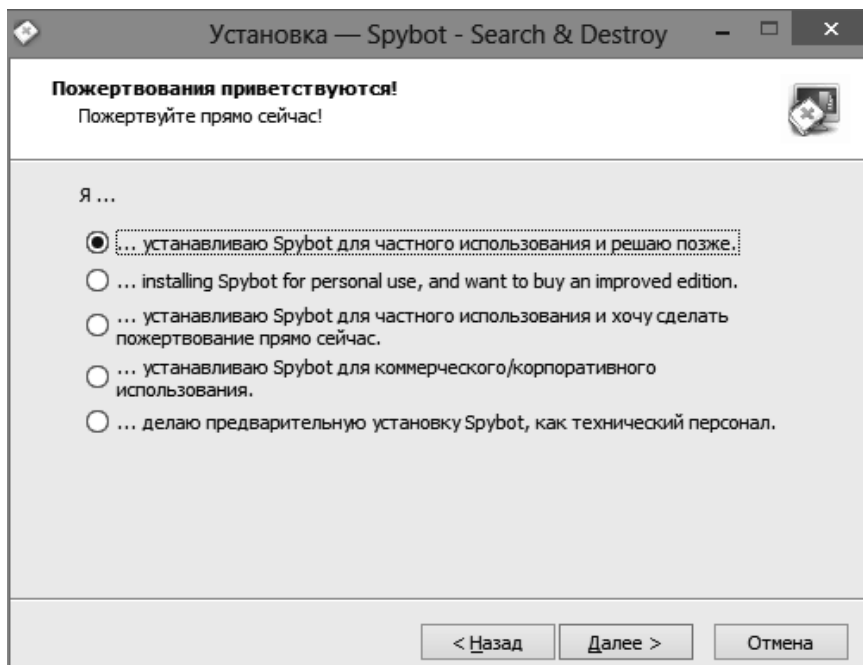 Установка — Spybot - Search & Destroy
Пожертвования приветствуются!
Пожертвуйте прямо сейчас!
Я ...
... устанавливаю Spybot для частного использования и решаю позже.
... installing Spybot for personal use, and want to buy an improved edition.
... устанавливаю Spybot для частного использования и хочу сделать
пожертвование прямо сейчас.
... устанавливаю Spybot для коммерческого/корпоративного
использования.
... делаю предварительную установку Spybot, как технический персонал.
< Назад
Далее >
Отмена